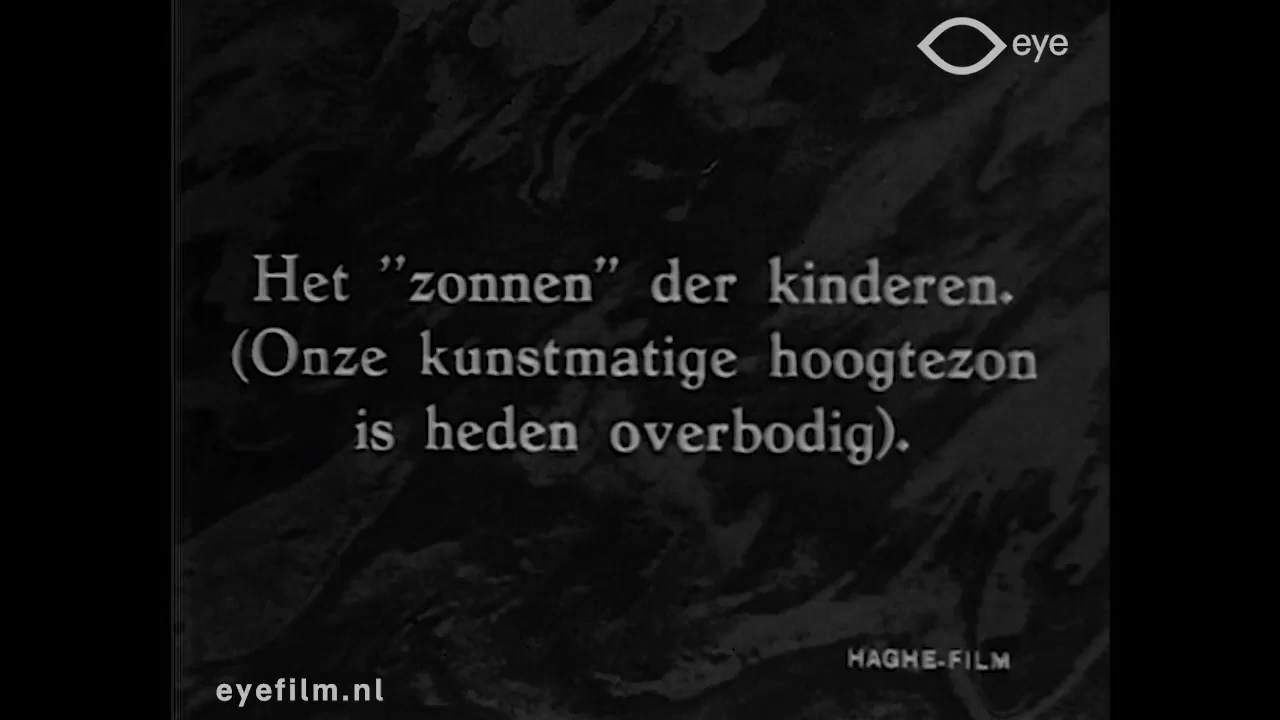 eye
Het ”zonnen” der kinderen.
(Onze kunstmatige hoogtezon
is heden overbodig).
HAGHE-FILM
eyefilm.nl